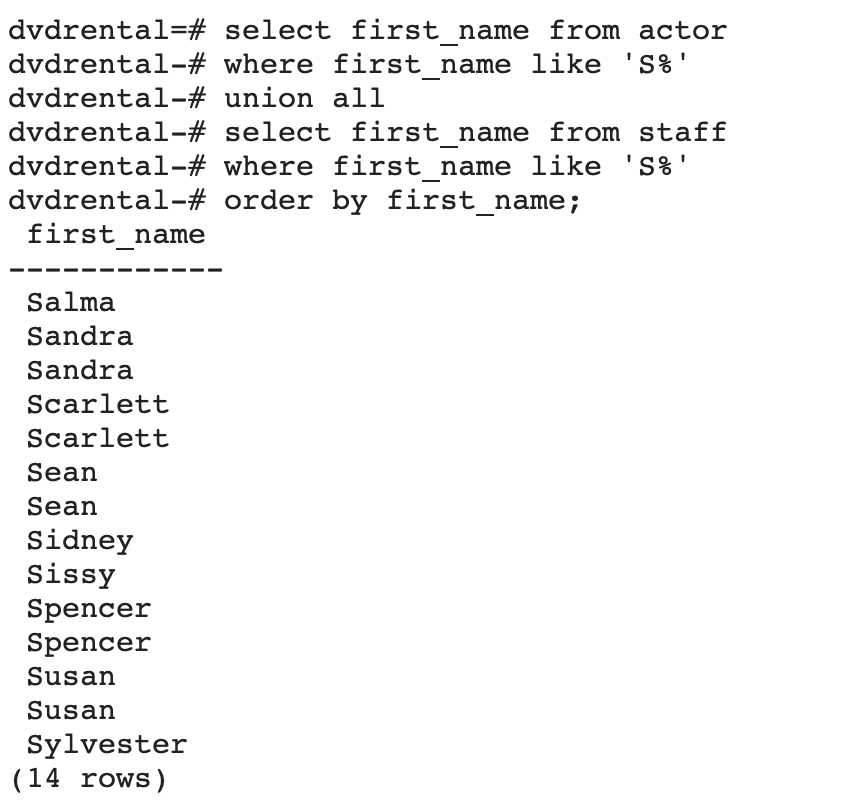 dvdrental=# select first_name from actor
dvdrental-# where first_name like 'S%'
dvdrental-# union all
dvdrental-# select first_name from staff
dvdrental-# where first_name like 'S%'
dvdrental-# order by first_name;
 first_name
------------
 Salma
 Sandra
 Sandra
 Scarlett
 Scarlett
 Sean
 Sean
 Sidney
 Sissy
 Spencer
 Spencer
 Susan
 Susan
 Sylvester
(14 rows)